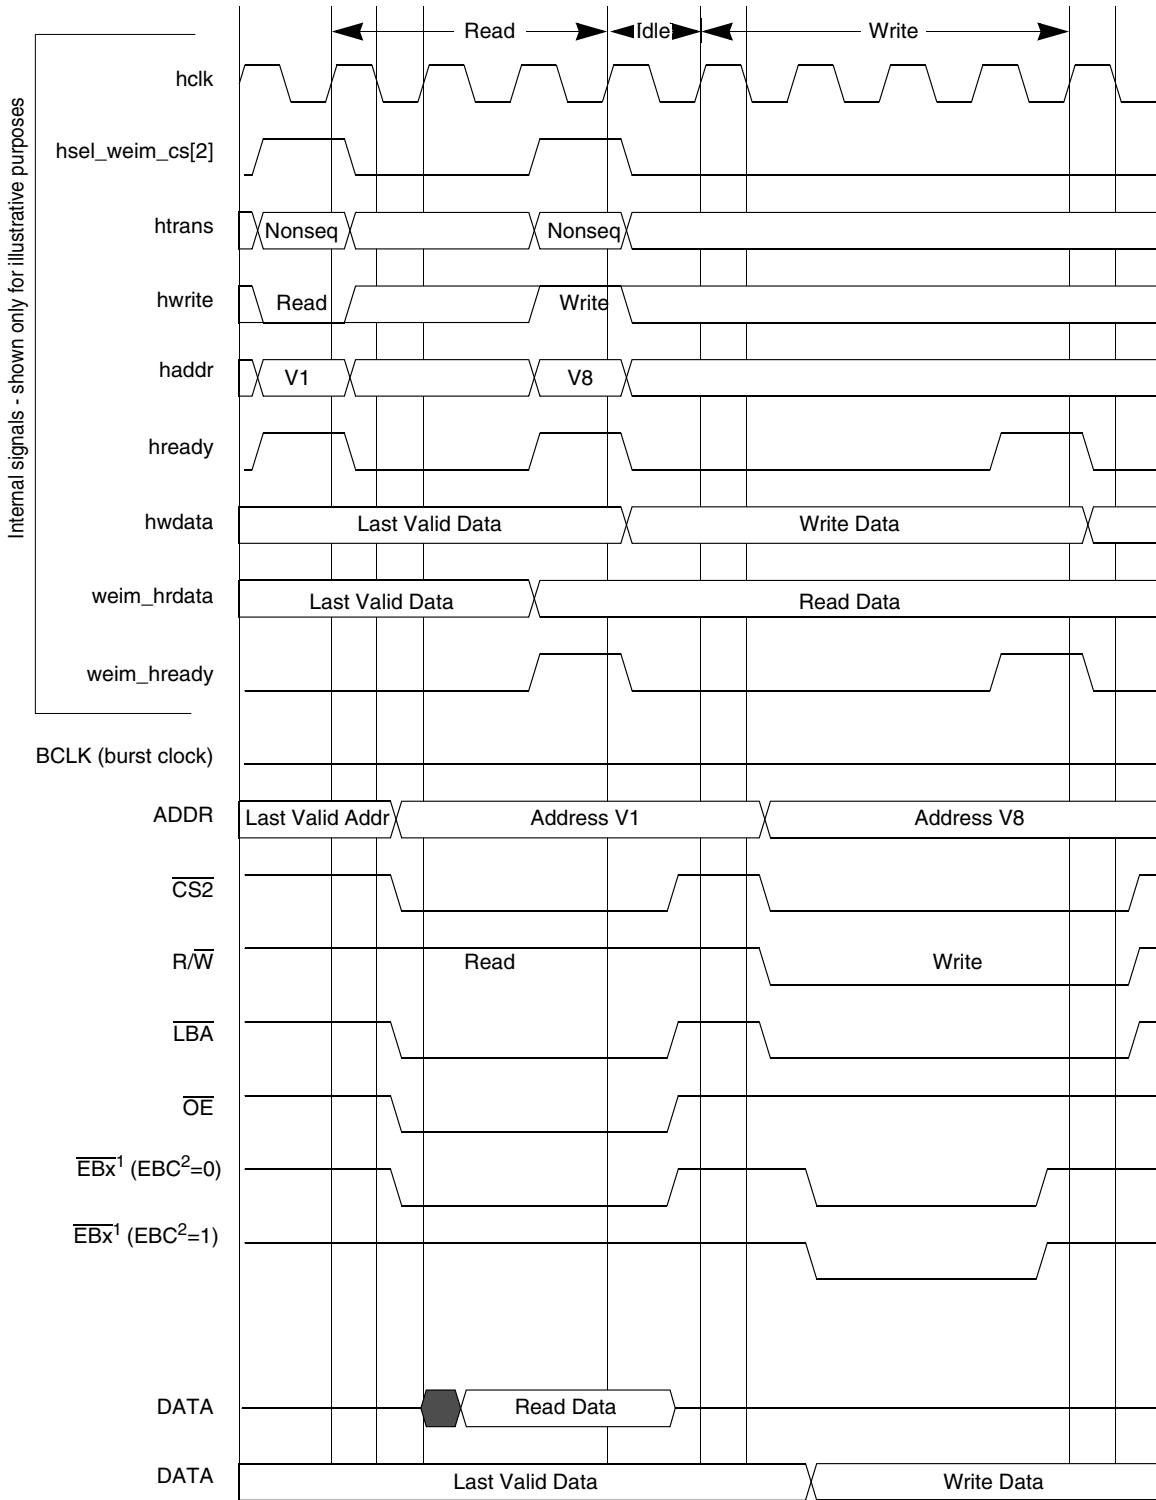 Read Idle Write
Internal signals - shown only for illustrative purposes
hclk
hsel_weim_cs[2]
htrans Nonseq Nonseq
hwrite Read Write
haddr V1 V8
hready
hwdata Last Valid Data Write Data
weim_hrdata Last Valid Data Read Data
weim_hready
BCLK (burst clock)
ADDR Last Valid Addr Address V1 Address V8
CS2
R/W Read Write
LBA
OE
EBx¹ (EBC²=0)
EBx¹ (EBC²=1)
DATA Read Data
DATA Last Valid Data Write Data